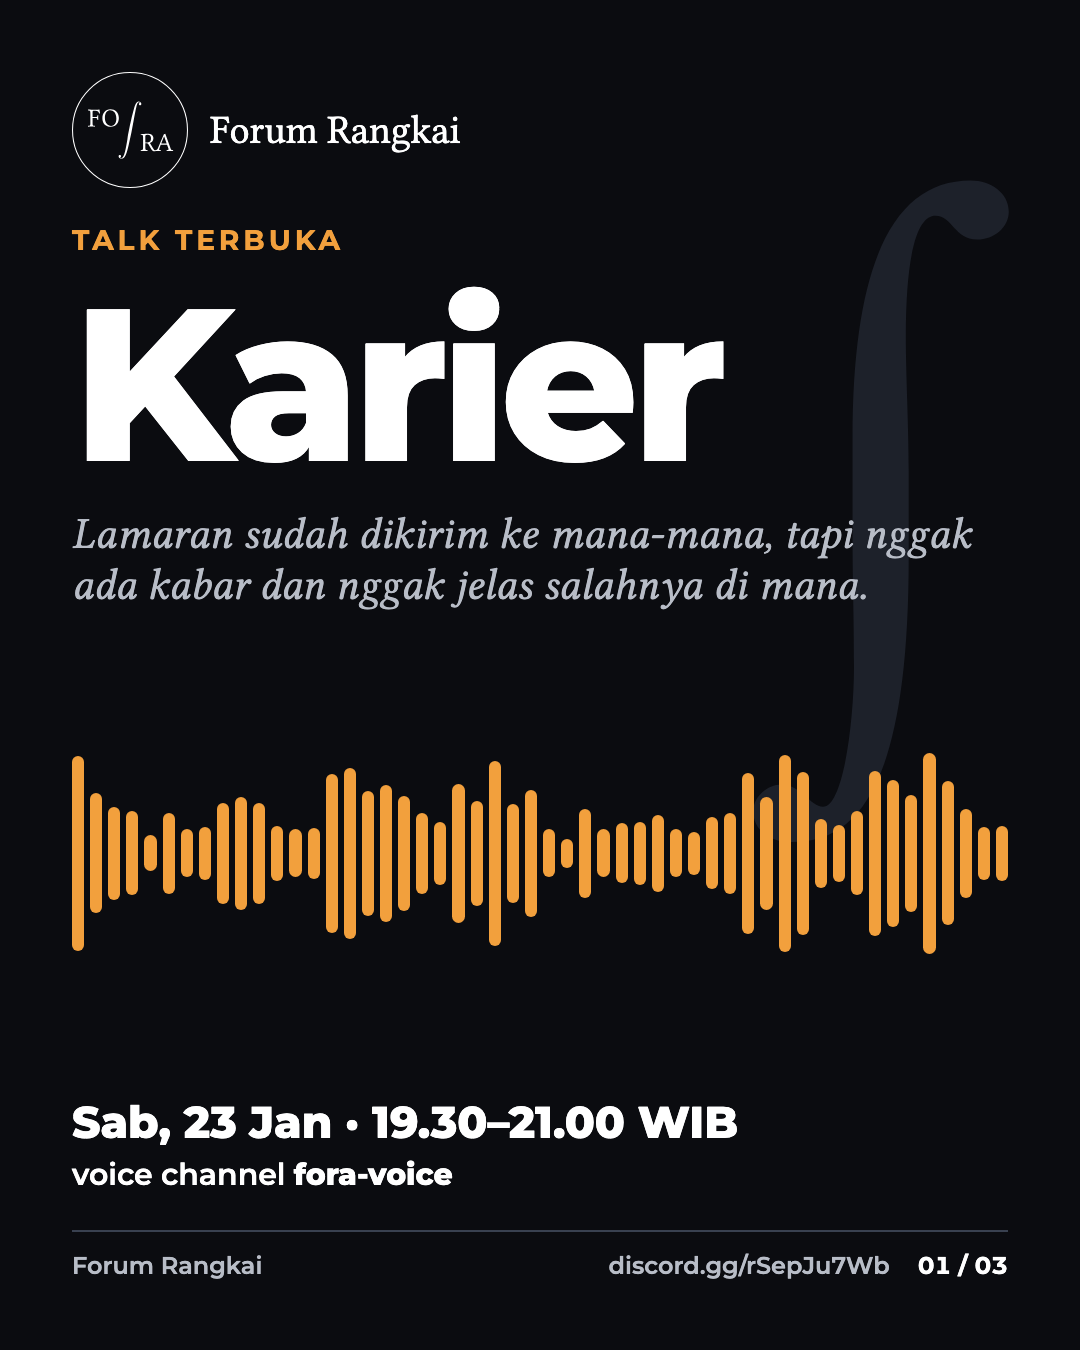 FO∫RA
Forum Rangkai
TALK TERBUKA
Karier
Lamaran sudah dikirim ke mana-mana, tapi nggak
ada kabar dan nggak jelas salahnya di mana.
Sab, 23 Jan · 19.30–21.00 WIB
voice channel fora-voice
Forum Rangkai
discord.gg/rSepJu7Wb
01 / 03